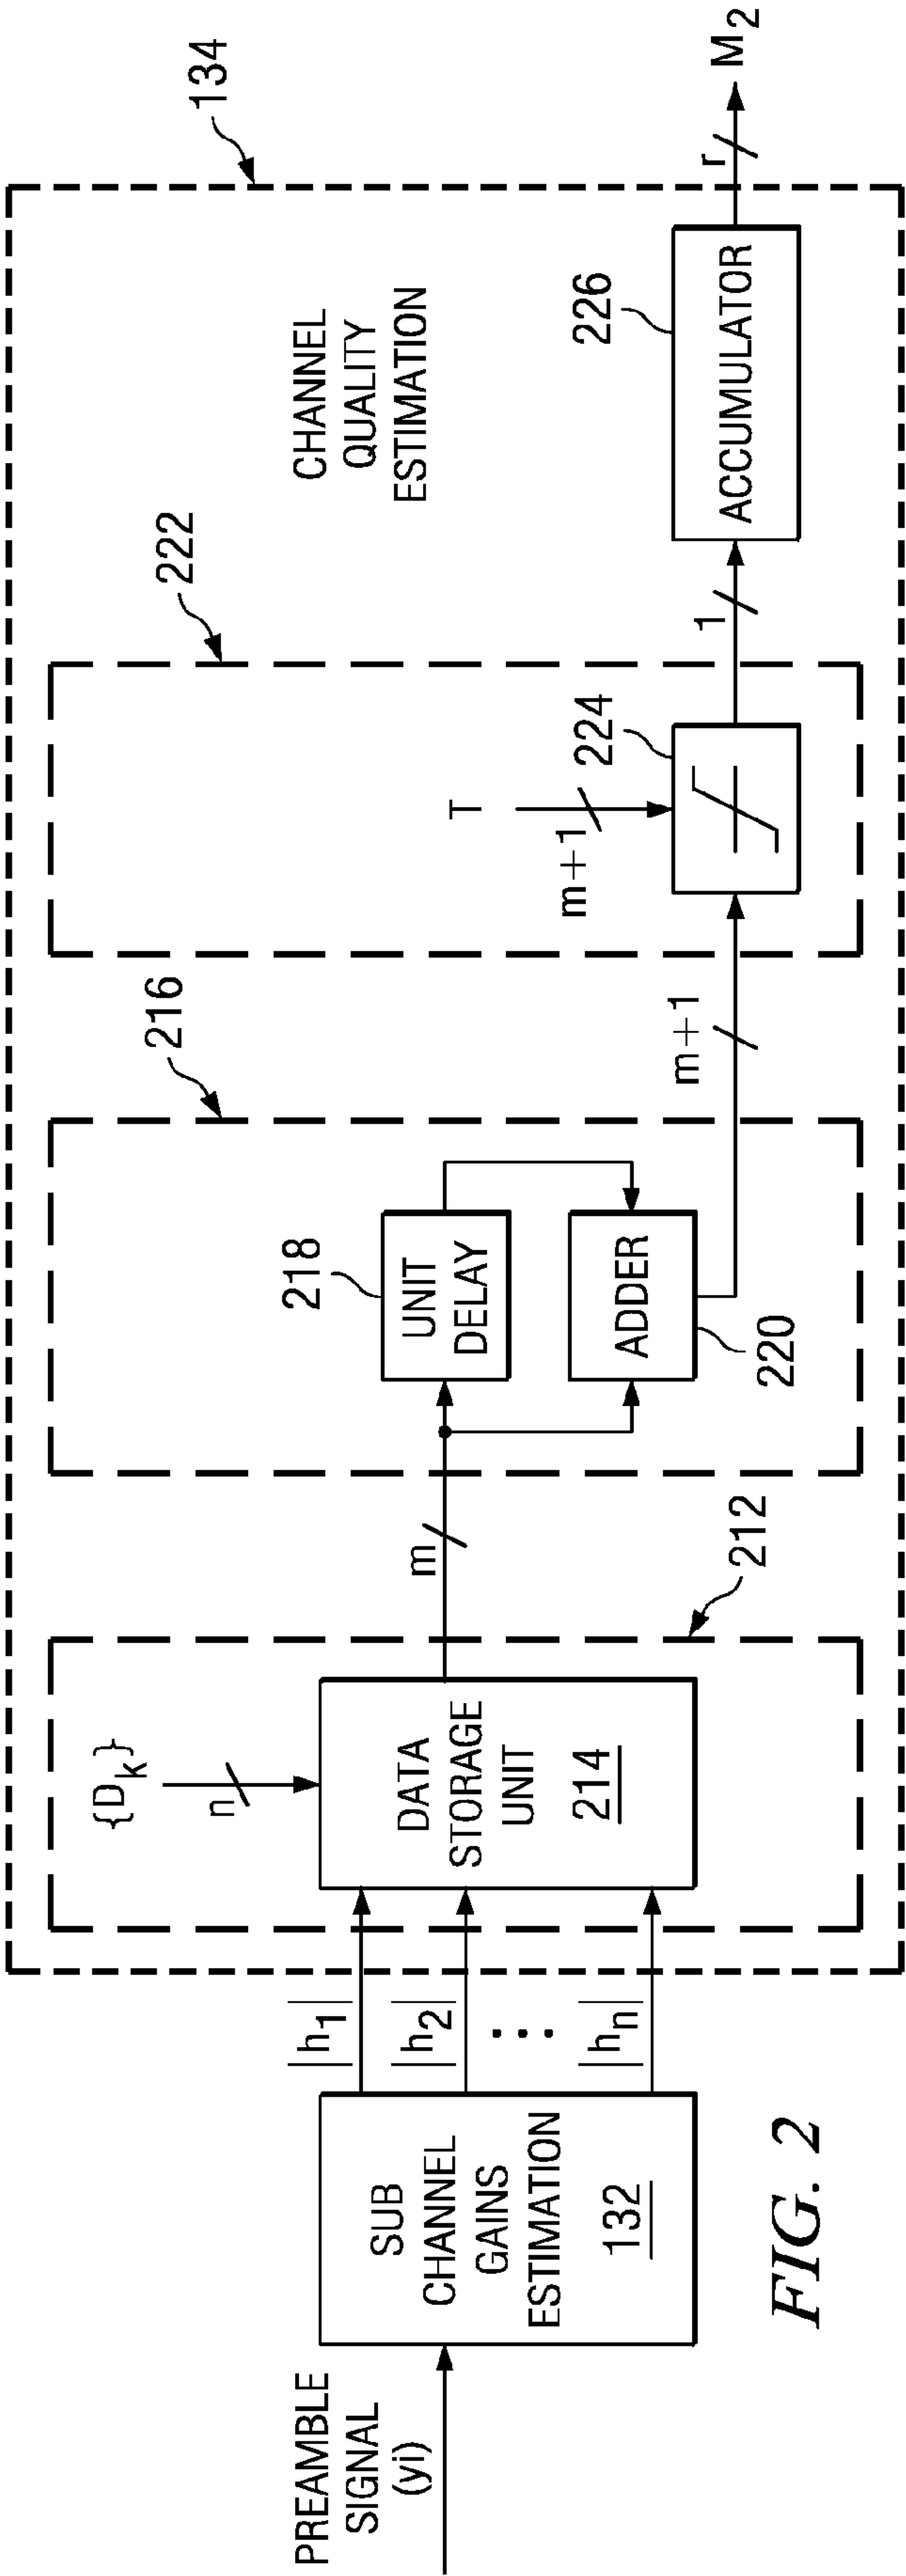 PREAMBLE
SIGNAL
(yi)
SUB
CHANNEL
GAINS
ESTIMATION
132
|h1|
|h2|
⋮
|hn|
{Dk}
n
DATA
STORAGE
UNIT
214
212
m
216
218
UNIT
DELAY
ADDER
220
m+1
222
T
m+1
224
1
CHANNEL
QUALITY
ESTIMATION
226
ACCUMULATOR
134
r
M2
FIG. 2